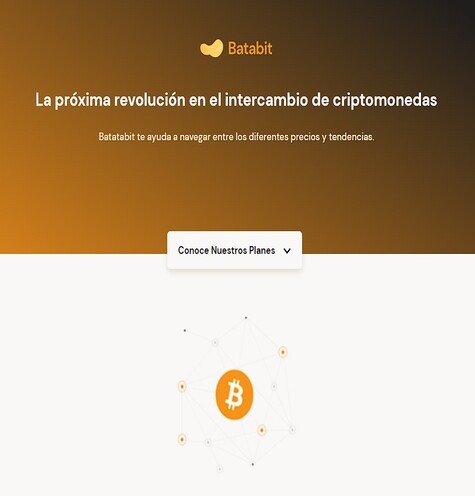 Batabit
La próxima revolución en el intercambio de criptomonedas
Batatabit te ayuda a navegar entre los diferentes precios y tendencias.
Conoce Nuestros Planes